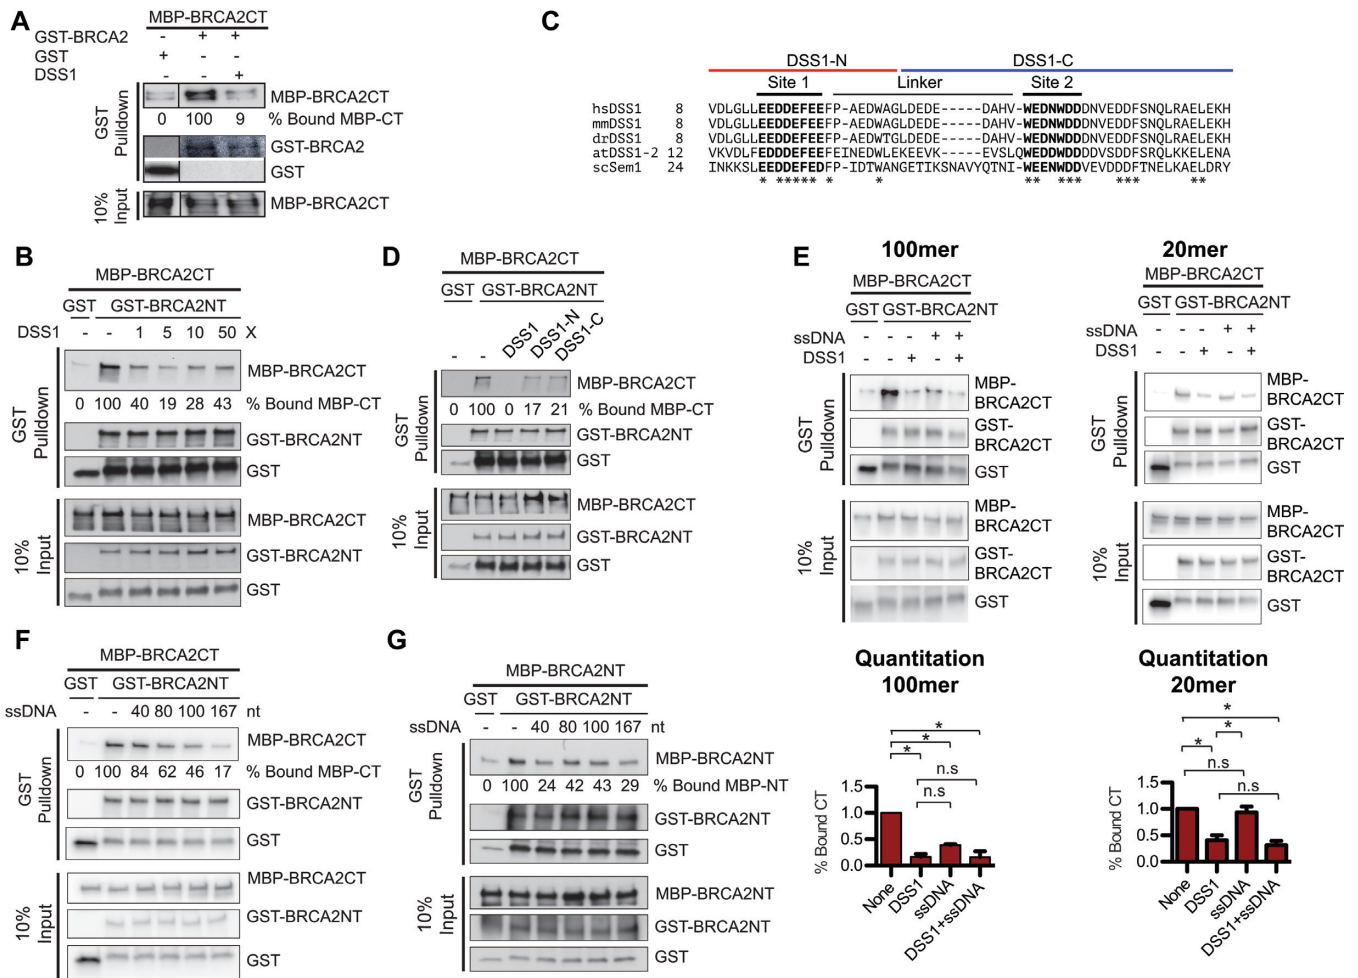 A
MBP-BRCA2CT
GST-BRCA2 - + +
GST + - -
DSS1 - - +
GST Pulldown
MBP-BRCA2CT
0 100 9 % Bound MBP-CT
GST-BRCA2
GST
10% Input
MBP-BRCA2CT
B
MBP-BRCA2CT
GST GST-BRCA2NT
DSS1 - - 1 5 10 50 X
GST Pulldown
MBP-BRCA2CT
0 100 40 19 28 43 % Bound MBP-CT
GST-BRCA2NT
GST
10% Input
MBP-BRCA2CT
GST-BRCA2NT
GST
C
DSS1-N DSS1-C
Site 1 Linker Site 2
hsDSS1 8 VDLGLLEEDDEFEEFP-AEDWAGLDEDE-----DAHV-WEDNWDDDNVEDDFSNQLRAELEKH
mmDSS1 8 VDLGLLEEDDEFEEFP-AEDWAGLDEDE-----DAHV-WEDNWDDDNVEDDFSNQLRAELEKH
drDSS1 8 VDLGLLEEDDEFEEFP-AEDWTGLDEDE-----DAHV-WEDNWDDDNVEDDFSNQLRAELEKH
atDSS1-2 12 VKVDLFEDDDEFEEFEINEDWLEKEEVK-----EVSLQWEDDWDDDDVSDDFSRQLKKELENA
scSem1 24 INKKSLEEDDEFEDFP-IDTWANGETIKSNAVYQTNI-WEENWDDVEVDDDFTNELKAELDRY
* ***** * * ** *** *** **
D
MBP-BRCA2CT
GST GST-BRCA2NT
- - DSS1 DSS1-N DSS1-C
GST Pulldown
MBP-BRCA2CT
0 100 0 17 21 % Bound MBP-CT
GST-BRCA2NT
GST
10% Input
MBP-BRCA2CT
GST-BRCA2NT
GST
E
100mer
MBP-BRCA2CT
GST GST-BRCA2NT
ssDNA - - - + +
DSS1 - - + - +
GST Pulldown
MBP-
BRCA2CT
GST-
BRCA2CT
GST
10% Input
MBP-
BRCA2CT
GST-
BRCA2CT
GST
20mer
MBP-BRCA2CT
GST GST-BRCA2NT
ssDNA - - - + +
DSS1 - - + - +
GST Pulldown
MBP-
BRCA2CT
GST-
BRCA2CT
GST
10% Input
MBP-
BRCA2CT
GST-
BRCA2CT
GST
Quantitation
100mer
*
*
*
n.s
n.s
% Bound CT
1.5
1.0
0.5
0.0
None DSS1 ssDNA DSS1+ssDNA
Quantitation
20mer
*
*
*
n.s
n.s
% Bound CT
1.5
1.0
0.5
0.0
None DSS1 ssDNA DSS1+ssDNA
F
MBP-BRCA2CT
GST GST-BRCA2NT
ssDNA - - 40 80 100 167 nt
GST Pulldown
MBP-BRCA2CT
0 100 84 62 46 17 % Bound MBP-CT
GST-BRCA2NT
GST
10% Input
MBP-BRCA2CT
GST-BRCA2NT
GST
G
MBP-BRCA2NT
GST GST-BRCA2NT
ssDNA - - 40 80 100 167 nt
GST Pulldown
MBP-BRCA2NT
0 100 24 42 43 29 % Bound MBP-NT
GST-BRCA2NT
GST
10% Input
MBP-BRCA2NT
GST-BRCA2NT
GST